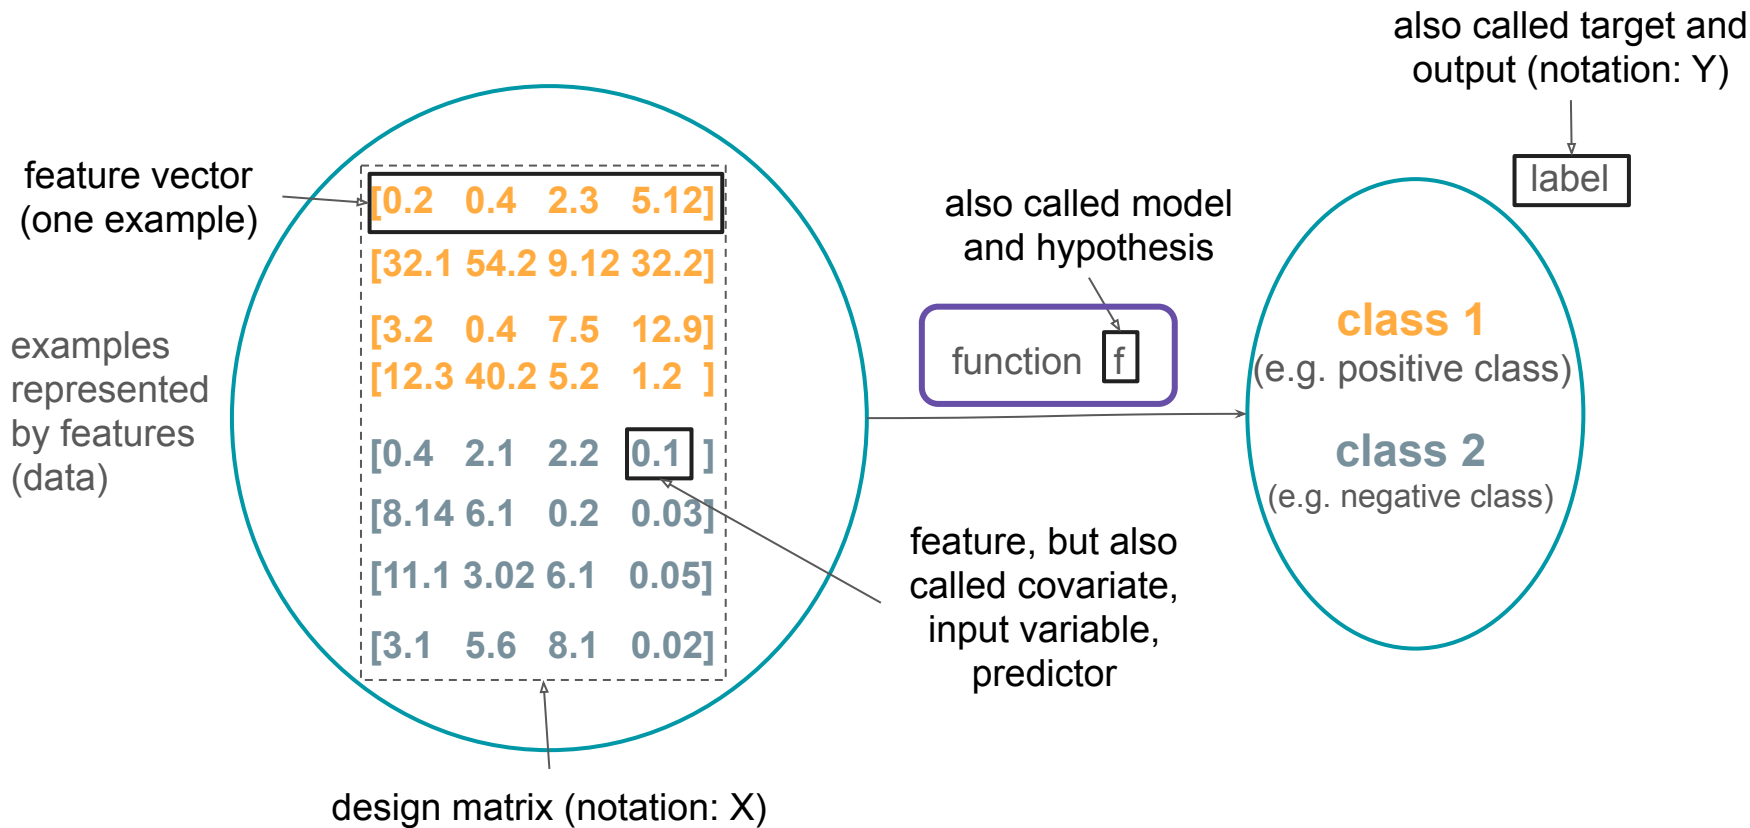 also called target and
output (notation: Y)
label
feature vector
(one example)
[0.2 0.4 2.3 5.12]
[32.1 54.2 9.12 32.2]
[3.2 0.4 7.5 12.9]
[12.3 40.2 5.2 1.2 ]
[0.4 2.1 2.2 0.1 ]
[8.14 6.1 0.2 0.03]
[11.1 3.02 6.1 0.05]
[3.1 5.6 8.1 0.02]
examples
represented
by features
(data)
design matrix (notation: X)
also called model
and hypothesis
function f
feature, but also
called covariate,
input variable,
predictor
class 1
(e.g. positive class)
class 2
(e.g. negative class)